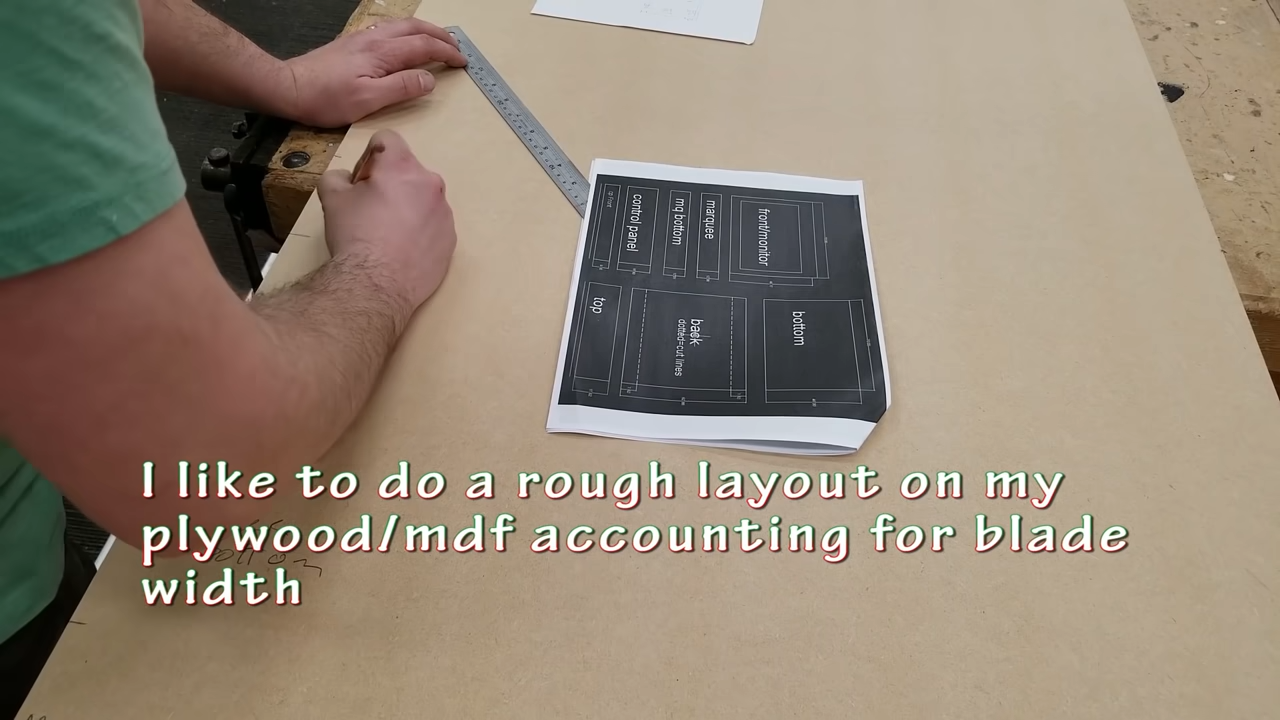 front/monitor
marquee
mq bottom
control panel
bottom
back
dotted=cut lines
top
I like to do a rough layout on my
plywood/mdf accounting for blade
width
bottom